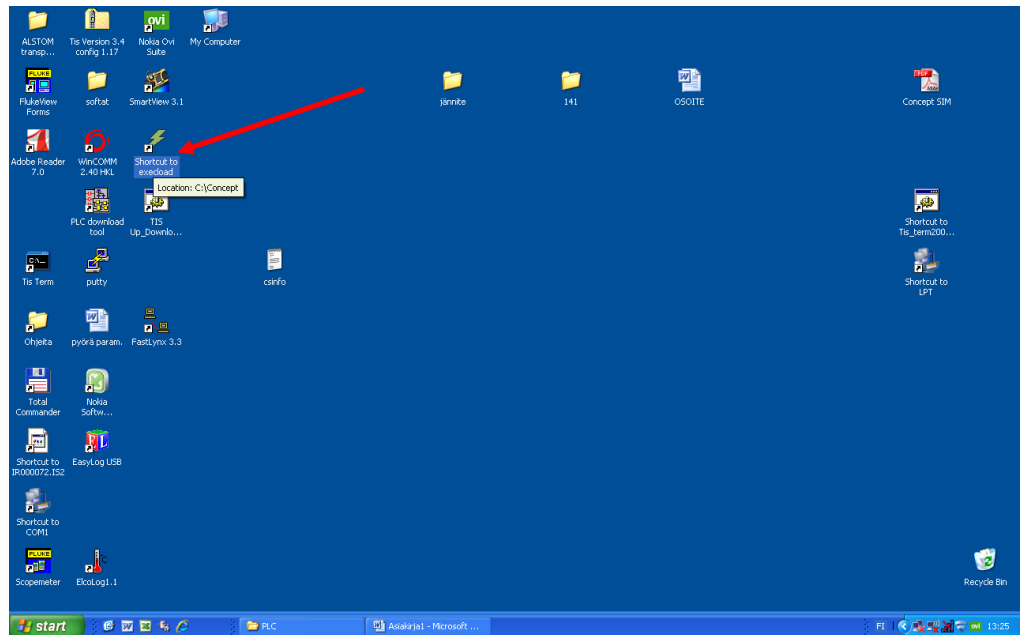 ALSTOM
transp...
Tis Version 3.4
config 1.17
ovi
Nokia Ovi
Suite
My Computer
FLUKE
FlukeView
Forms
softat
SmartView 3.1
jännite
141
OSOITE
PDF
Adobe
Concept SIM
Adobe Reader
7.0
WinCOMM
2.40 HKL
Shortcut to
execload
Location: C:\Concept
PLC download
tool
TIS
Up_Downlo...
Shortcut to
Tis_term200...
C:\_
Tis Term
putty
csinfo
Shortcut to
LPT
Ohjeita
pyörä param.
FastLynx 3.3
Total
Commander
Nokia
Softw...
Shortcut to
IR000072.IS2
EasyLog USB
Shortcut to
COM1
FLUKE
Scopemeter
ElcoLog1.1
Recycle Bin
start
PLC
Asiakirja1 - Microsoft ...
FI
ovi
13:25